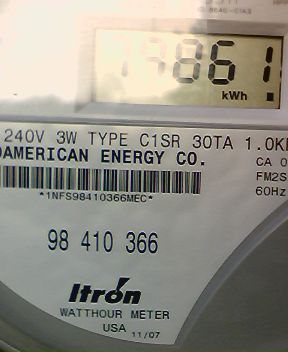 19861
kWh
240V 3W TYPE C1SR 30TA 1.0K
AMERICAN ENERGY CO.
CA 0
FM2S
60Hz
*1NFS98410366MEC*
98 410 366
Itrón
WATTHOUR METER
USA 11/07